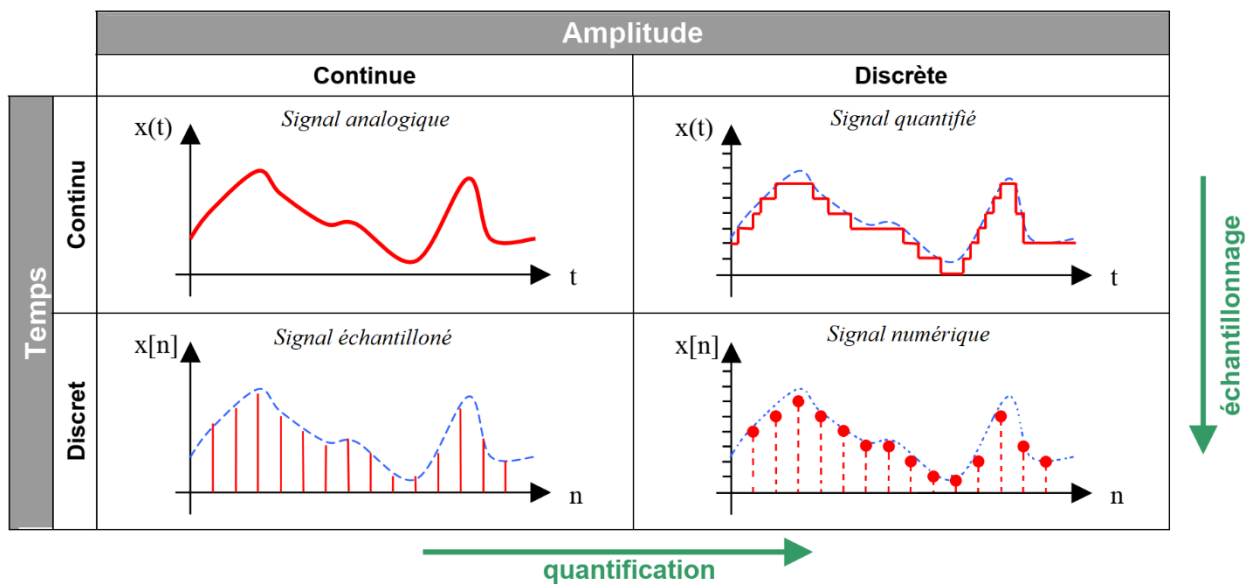 Amplitude
Continue
Discrète
Temps
Continu
x(t)
Signal analogique
t
x(t)
Signal quantifié
t
échantillonnage
Discret
x[n]
Signal échantilloné
n
x[n]
Signal numérique
n
quantification